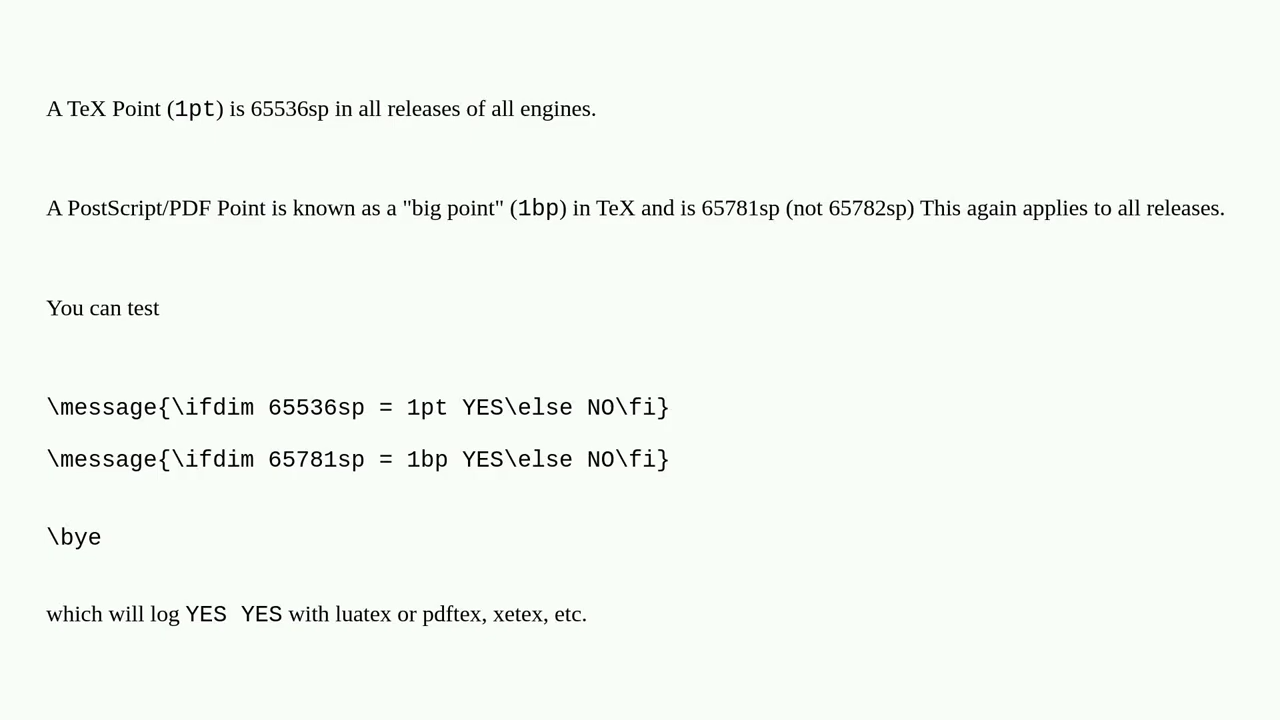 A TeX Point (1pt) is 65536sp in all releases of all engines.
A PostScript/PDF Point is known as a "big point" (1bp) in TeX and is 65781sp (not 65782sp) This again applies to all releases.
You can test
\message{\ifdim 65536sp = 1pt YES\else NO\fi}
\message{\ifdim 65781sp = 1bp YES\else NO\fi}
\bye
which will log YES YES with luatex or pdftex, xetex, etc.